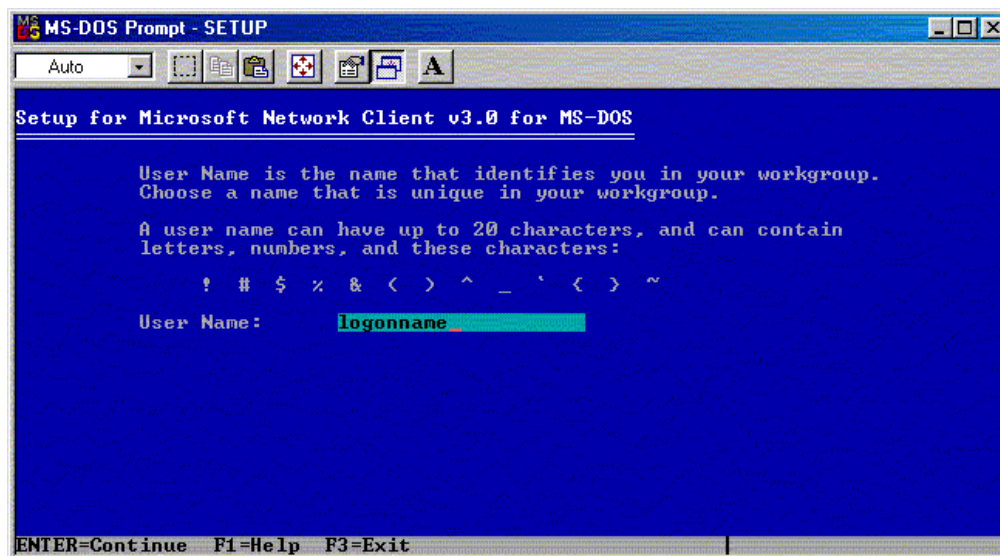 MS-DOS Prompt - SETUP
Auto
A
Setup for Microsoft Network Client v3.0 for MS-DOS
User Name is the name that identifies you in your workgroup.
Choose a name that is unique in your workgroup.
A user name can have up to 20 characters, and can contain
letters, numbers, and these characters:
! # $ % & ( ) ^ _ ` { } ~
User Name: logonname_
ENTER=Continue F1=Help F3=Exit